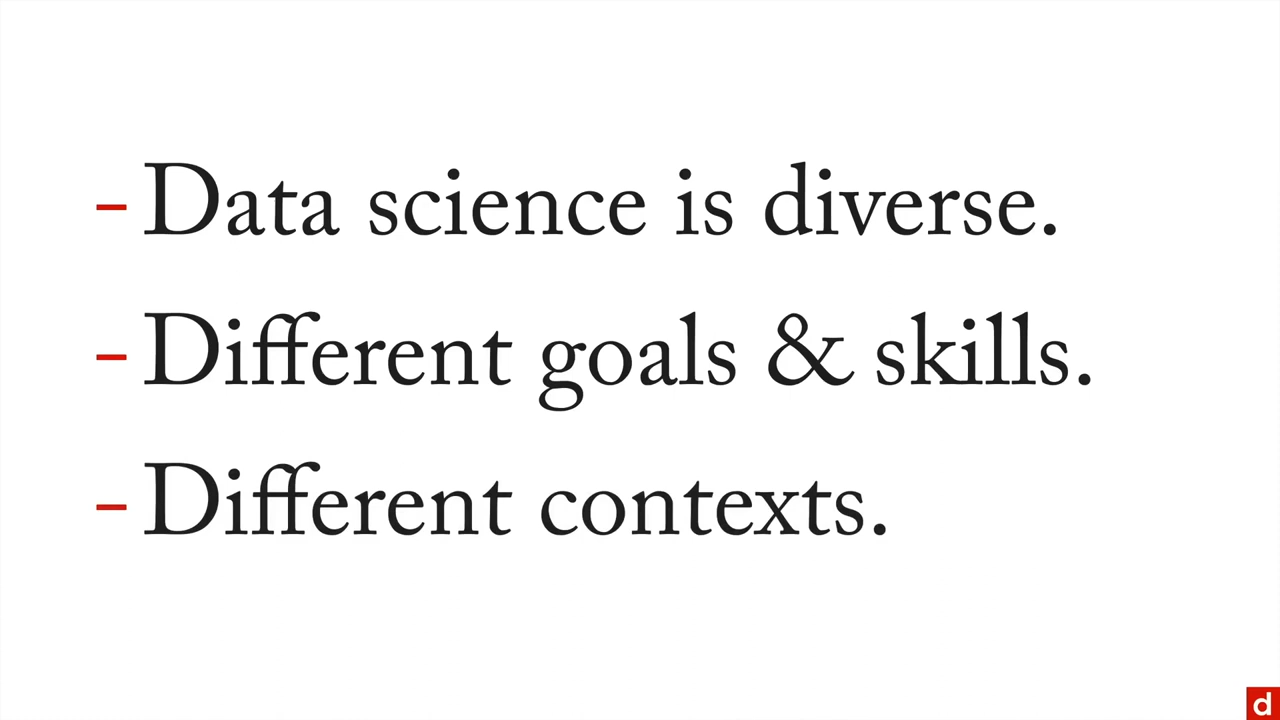 - Data science is diverse.
- Different goals & skills.
- Different contexts.
d